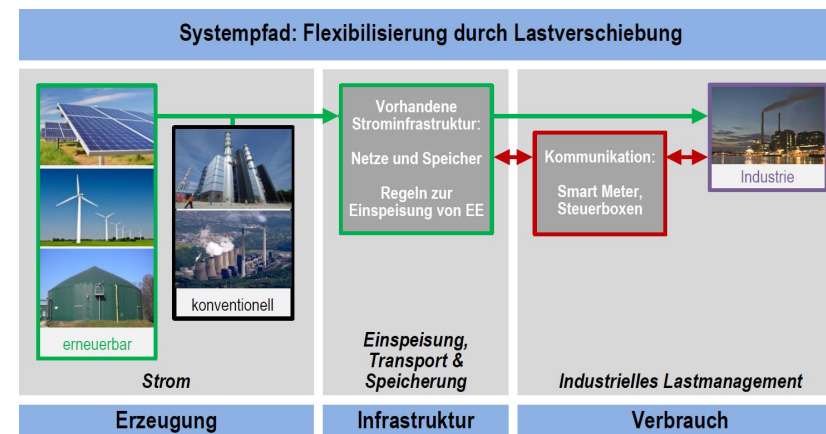 Systempfad: Flexibilisierung durch Lastverschiebung
Vorhandene
Strominfrastruktur:
Netze und Speicher
Regeln zur
Einspeisung von EE
Kommunikation:
Smart Meter,
Steuerboxen
Industrie
konventionell
erneuerbar
Strom
Einspeisung,
Transport &
Speicherung
Industrielles Lastmanagement
Erzeugung
Infrastruktur
Verbrauch